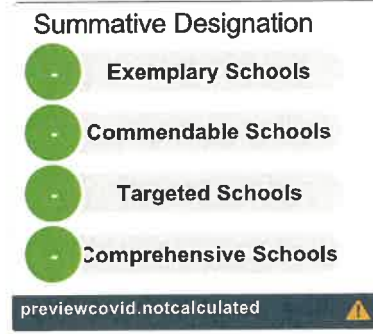 Summative Designation
-
Exemplary Schools
-
Commendable Schools
-
Targeted Schools
-
Comprehensive Schools
previewcovid.notcalculated